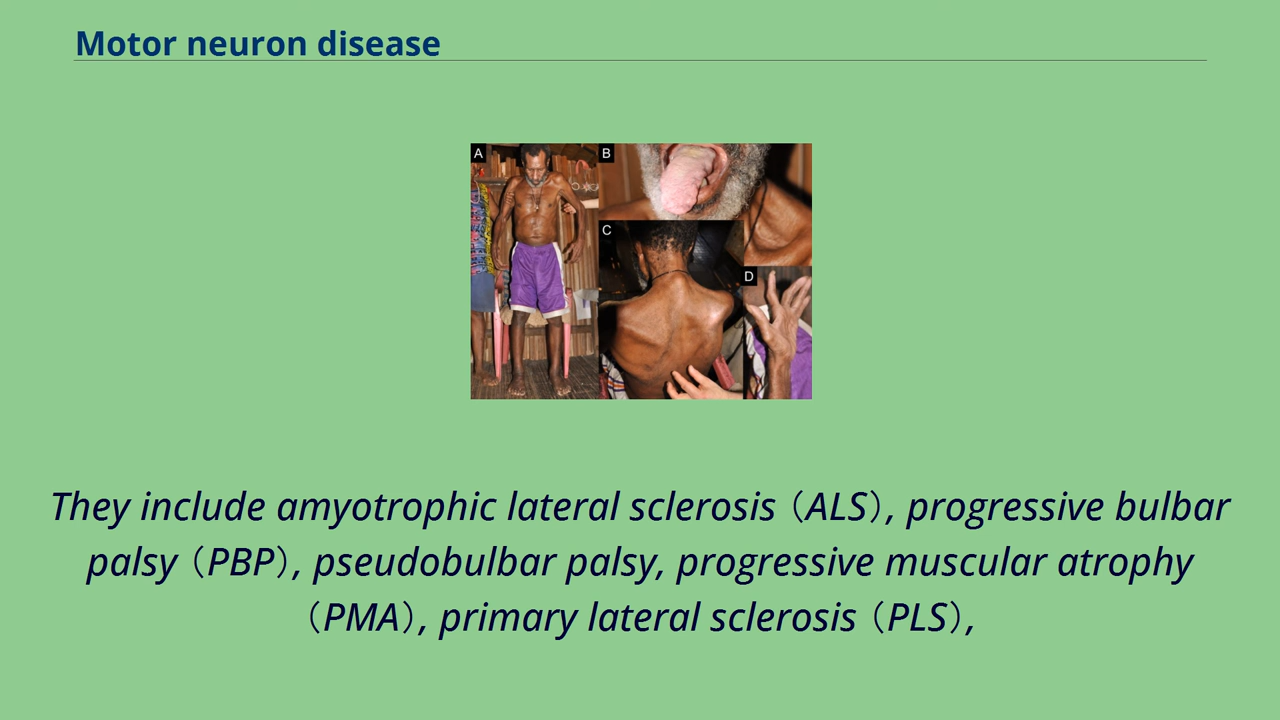 Motor neuron disease
A
B
C
D
They include amyotrophic lateral sclerosis（ALS）, progressive bulbar
palsy（PBP）, pseudobulbar palsy, progressive muscular atrophy
（PMA）, primary lateral sclerosis（PLS）,